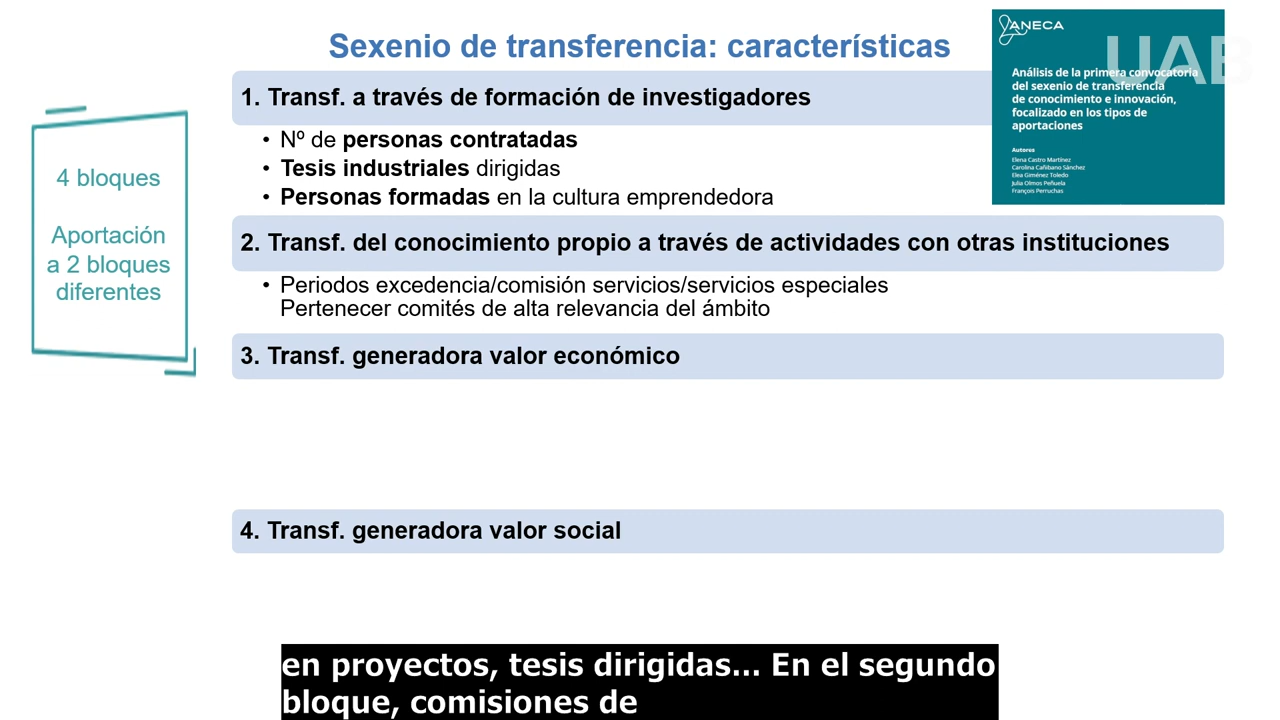 Sexenio de transferencia: características
ANECA
UAB
Análisis de la primera convocatoria
del sexenio de transferencia
de conocimiento e innovación,
focalizado en los tipos de
aportaciones
Autores
Elena Castro Martínez
Carolina Cañibano Sánchez
Elea Giménez Toledo
Julia Olmos Peñuela
François Perruchas
4 bloques
Aportación
a 2 bloques
diferentes
1. Transf. a través de formación de investigadores
• Nº de personas contratadas
• Tesis industriales dirigidas
• Personas formadas en la cultura emprendedora
2. Transf. del conocimiento propio a través de actividades con otras instituciones
• Periodos excedencia/comisión servicios/servicios especiales
Pertenecer comités de alta relevancia del ámbito
3. Transf. generadora valor económico
4. Transf. generadora valor social
en proyectos, tesis dirigidas... En el segundo
bloque, comisiones de